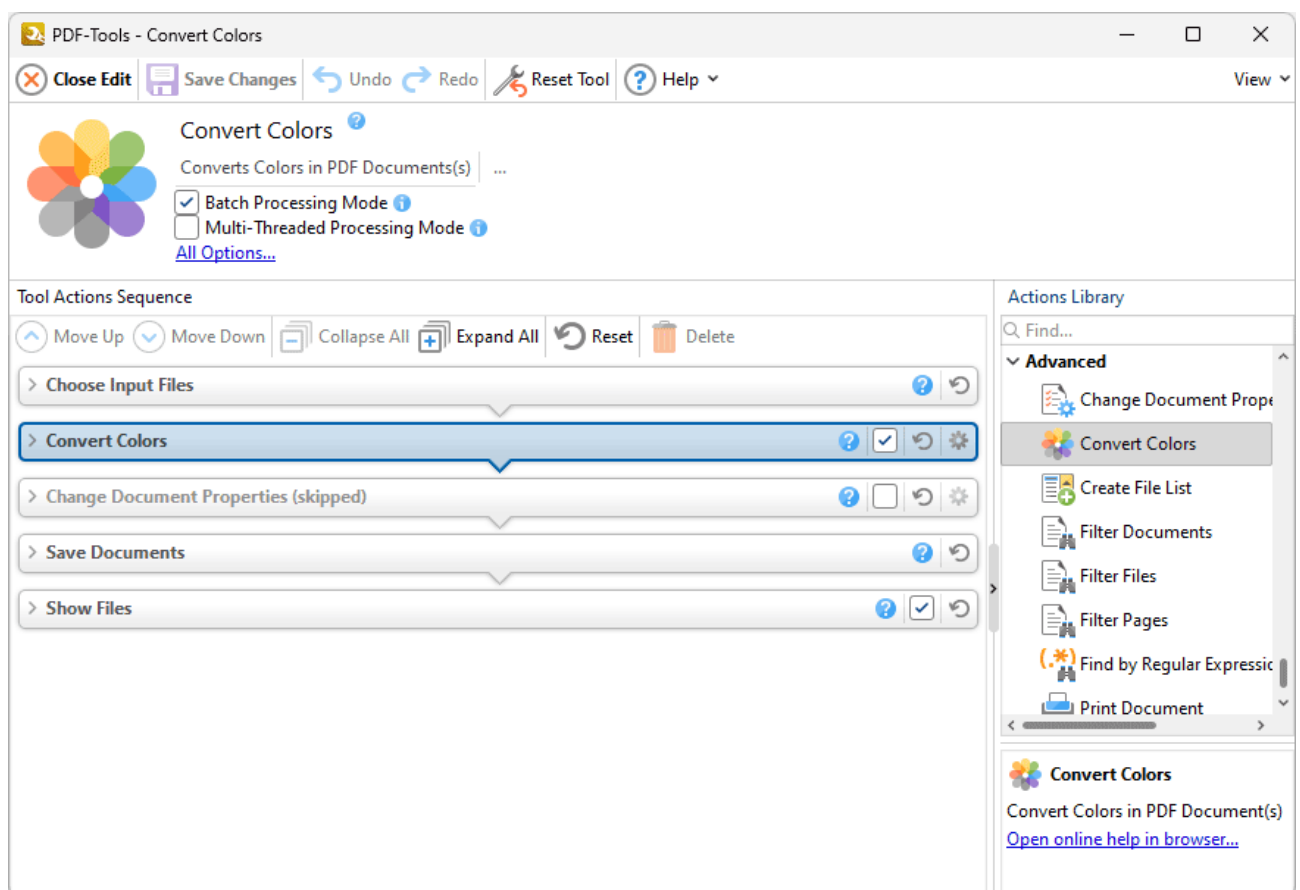 PDF-Tools - Convert Colors
Close Edit Save Changes Undo Redo Reset Tool Help View
Convert Colors
Converts Colors in PDF Documents(s) ...
Batch Processing Mode
Multi-Threaded Processing Mode
All Options...
Tool Actions Sequence
Move Up Move Down Collapse All Expand All Reset Delete
Choose Input Files
Convert Colors
Change Document Properties (skipped)
Save Documents
Show Files
Actions Library
Find...
Advanced
Change Document Prope
Convert Colors
Create File List
Filter Documents
Filter Files
Filter Pages
(.*) Find by Regular Expressic
Print Document
Convert Colors
Convert Colors in PDF Document(s)
Open online help in browser...